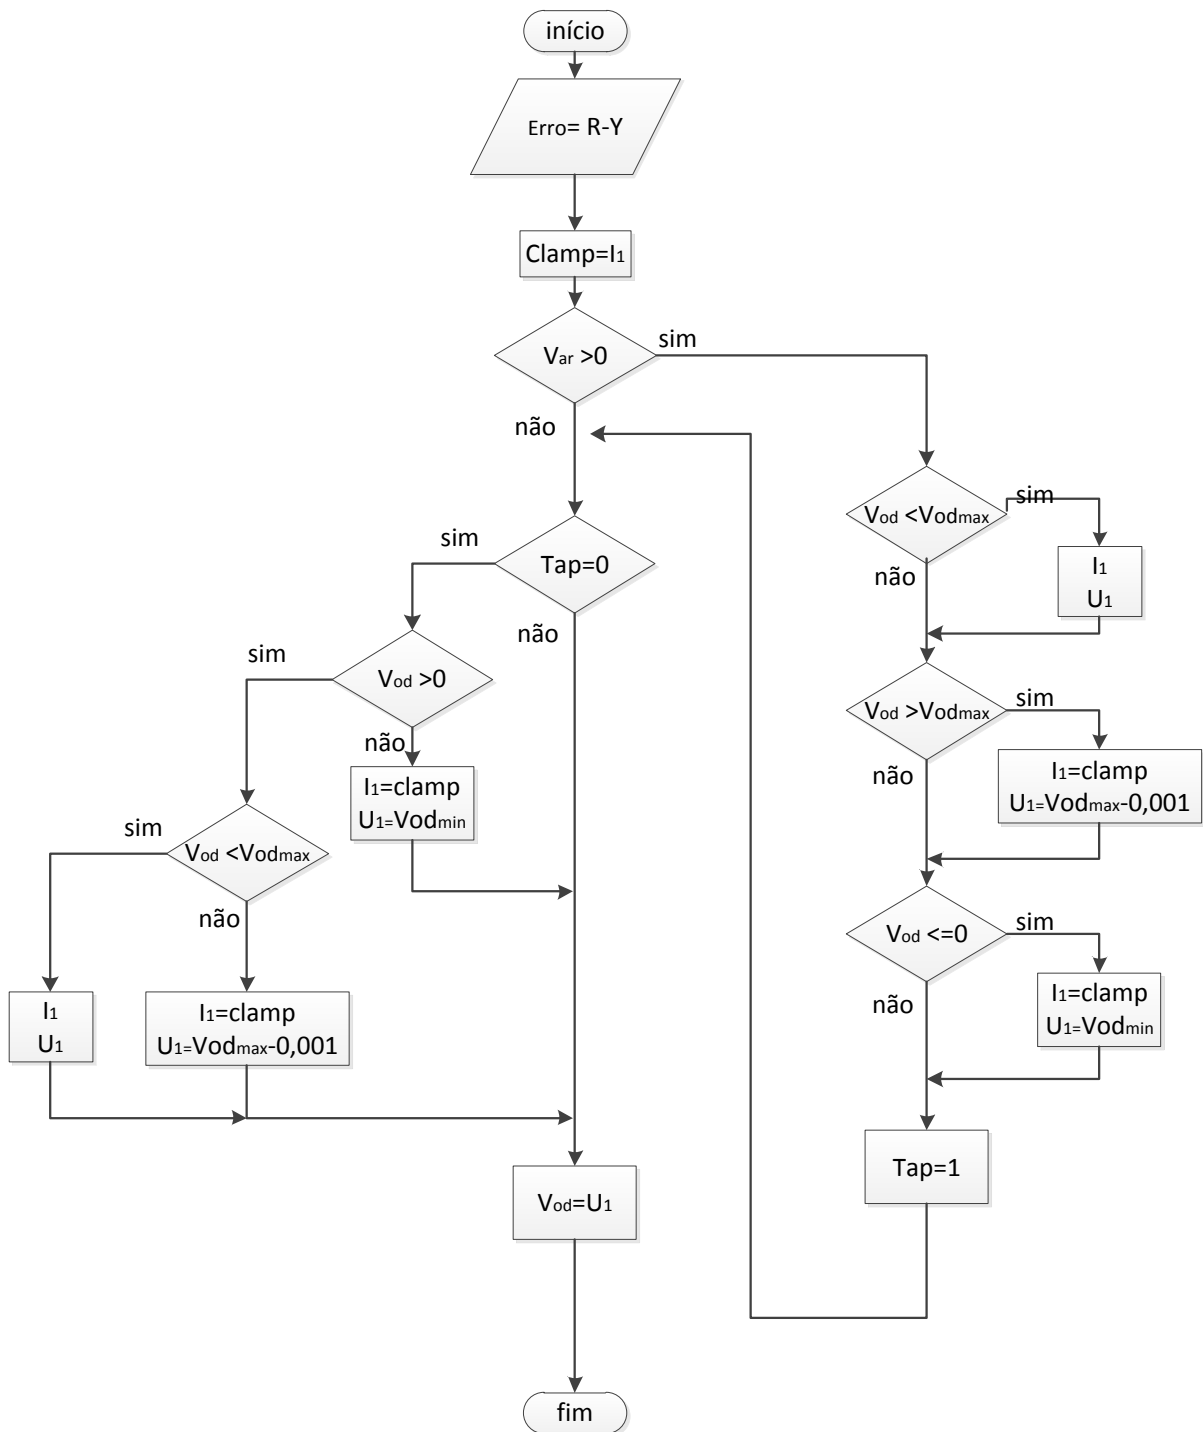 início
Erro= R-Y
Clamp=I1
Var >0
sim
não
Vod <Vodmax
sim
não
I1
U1
Tap=0
sim
não
Vod >0
sim
não
Vod >Vodmax
sim
não
I1=clamp
U1=Vodmax-0,001
I1=clamp
U1=Vodmin
Vod <Vodmax
sim
não
Vod <=0
sim
não
I1=clamp
U1=Vodmin
I1
U1
I1=clamp
U1=Vodmax-0,001
Tap=1
Vod=U1
fim